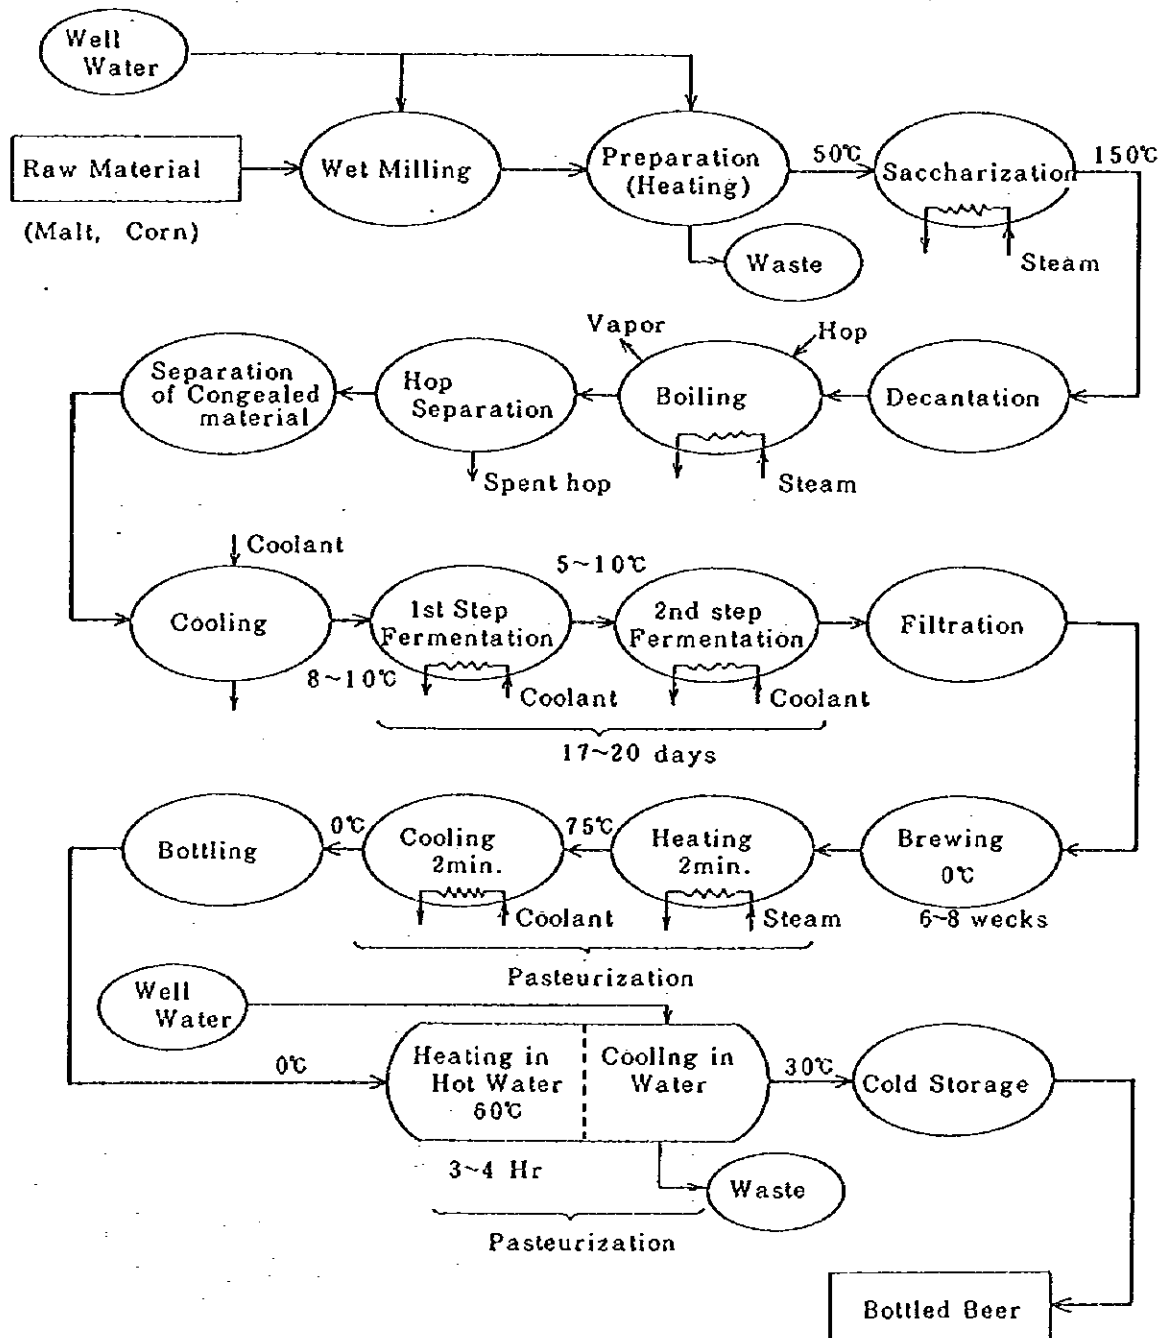 Well
Water
Raw Material
(Malt, Corn)
Wet Milling
Preparation
(Heating)
50℃
Saccharization
150℃
Steam
Waste
Vapor
Hop
Separation
of Congealed
material
Hop
Separation
Boiling
Decantation
Spent hop
Steam
Coolant
5~10℃
Cooling
1st Step
Fermentation
2nd step
Fermentation
Filtration
8~10℃
Coolant
Coolant
17~20 days
Bottling
0℃
Cooling
2min.
75℃
Heating
2min.
Brewing
0℃
Coolant
Steam
6~8 wecks
Pasteurization
Well
Water
0℃
Heating in
Hot Water
60℃
Coollng in
Water
30℃
Cold Storage
3~4 Hr
Waste
Pasteurization
Bottled Beer